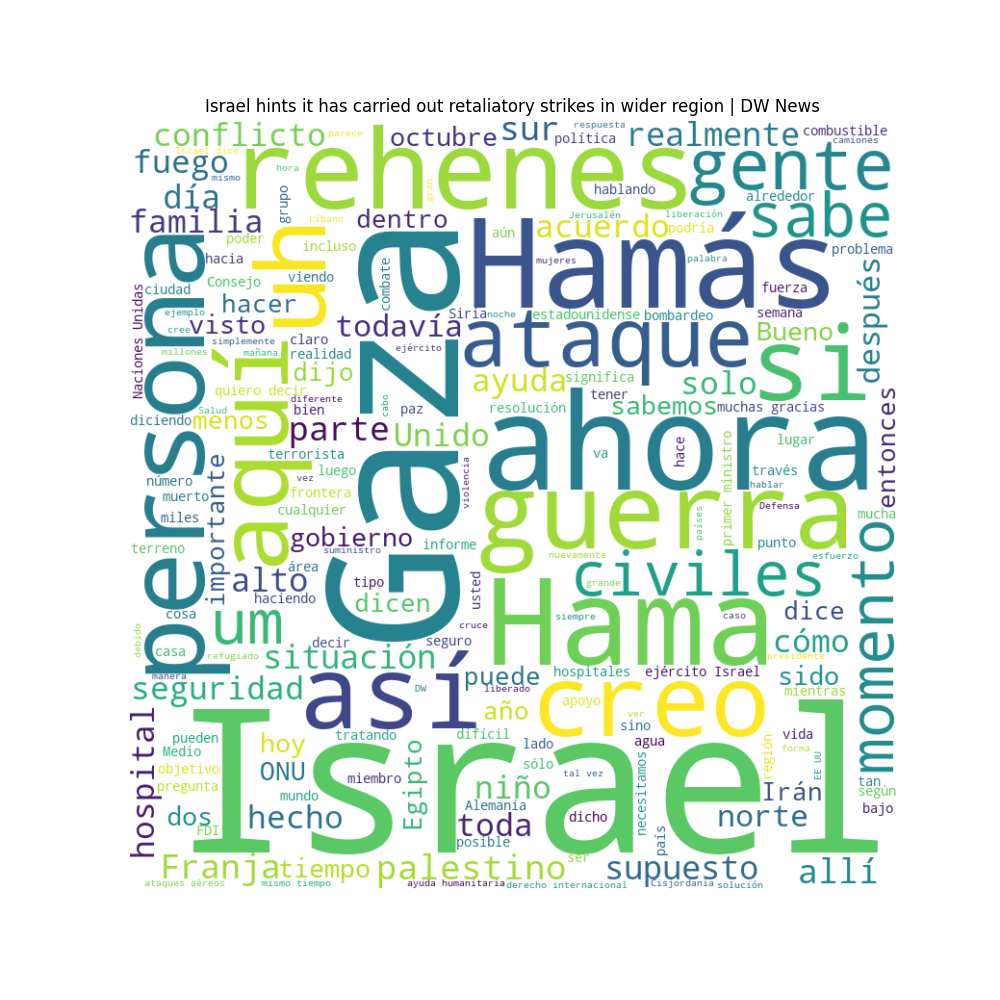 Israel hints it has carried out retaliatory strikes in wider region | DW News
conflicto
parece
octubre
sur
respuesta
política
realmente
combustible
camiones
Israel dice
fuego
mismo
hora
rehenes
gran
hablando
gente
alrededor
día
grupo
familia
Líbano
dentro
Jerusalén
liberación
acuerdo
podría
sabe
poder
uh
incluso
aún
Hamás
mujeres
palabra
problema
hacia
persona
Gaza
combate
ciudad
Consejo
viendo
fuerza
después
Naciones Unidas
ejemplo
hacer
Siria
noche
estadounidense
bombardeo
semana
cree
visto
todavía
ataque
Bueno
simplemente
claro
millones
mañana
realidad
ejército
si
aquí
dijo
ayuda
significa
solo
quiero decir
diferente
cabo
tener
Salud
bien
paz
resolución
sabemos
muchas gracias
diciendo
menos
parte
Unido
ahora
entonces
terrorista
va
hace
lugar
vez
luego
violencia
través
número
importante
frontera
hablar
muerto
primer ministro
guerra
miles
cualquier
Defensa
mucha
países
gobierno
informe
punto
terreno
suministro
nuevamente
esfuerzo
área
civiles
momento
alto
tipo
usted
grande
cosa
haciendo
dicen
Hama
dice
um
siempre
caso
cruce
debido
casa
decir
seguro
cómo
refugiado
situación
presidente
manera
puede
hospitales
ejército Israel
sido
seguridad
así
DW
liberado
creo
apoyo
mientras
año
ver
hospital
Israel
sino
vida
pueden
tratando
difícil
hoy
Medio
lado
agua
forma
región
objetivo
ONU
miembro
Egipto
sólo
tal vez
necesitamos
EE UU
tan
pregunta
mundo
niño
Irán
según
Alemania
dos
hecho
toda
dicho
norte
bajo
FDI
posible
país
Franja
tiempo
palestino
ser
supuesto
allí
ataques aéreos
mismo tiempo
ayuda humanitaria
derecho internacional
Cisjordania
solución